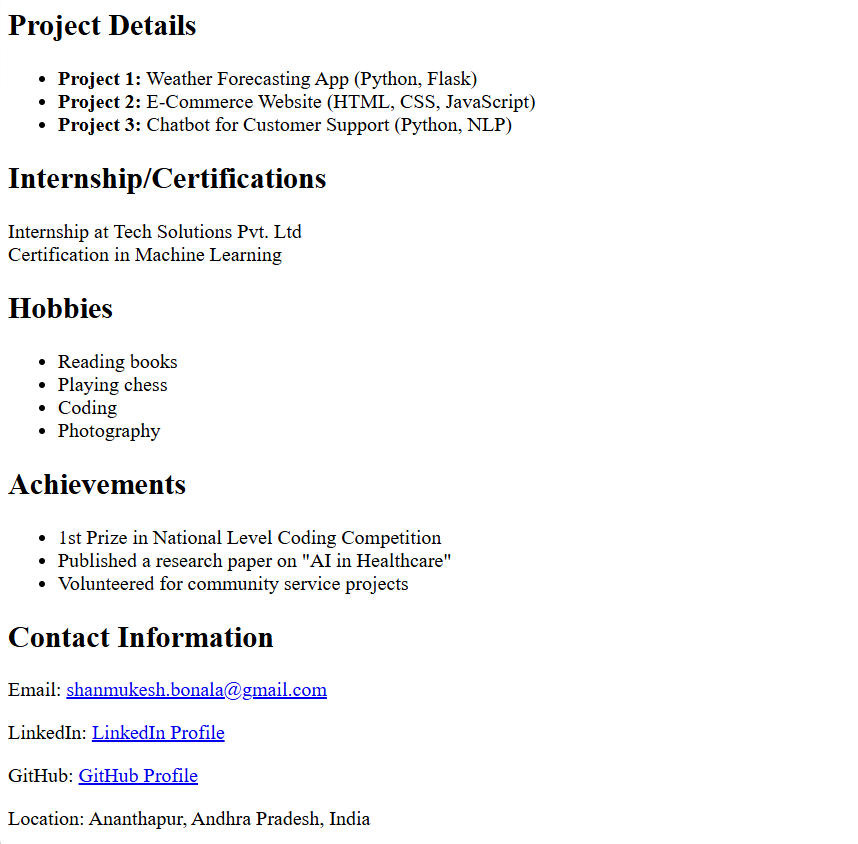 Project Details
Project 1: Weather Forecasting App (Python, Flask)
Project 2: E-Commerce Website (HTML, CSS, JavaScript)
Project 3: Chatbot for Customer Support (Python, NLP)
Internship/Certifications
Internship at Tech Solutions Pvt. Ltd
Certification in Machine Learning
Hobbies
Reading books
Playing chess
Coding
Photography
Achievements
1st Prize in National Level Coding Competition
Published a research paper on "AI in Healthcare"
Volunteered for community service projects
Contact Information
Email: shanmukesh.bonala@gmail.com
LinkedIn: LinkedIn Profile
GitHub: GitHub Profile
Location: Ananthapur, Andhra Pradesh, India